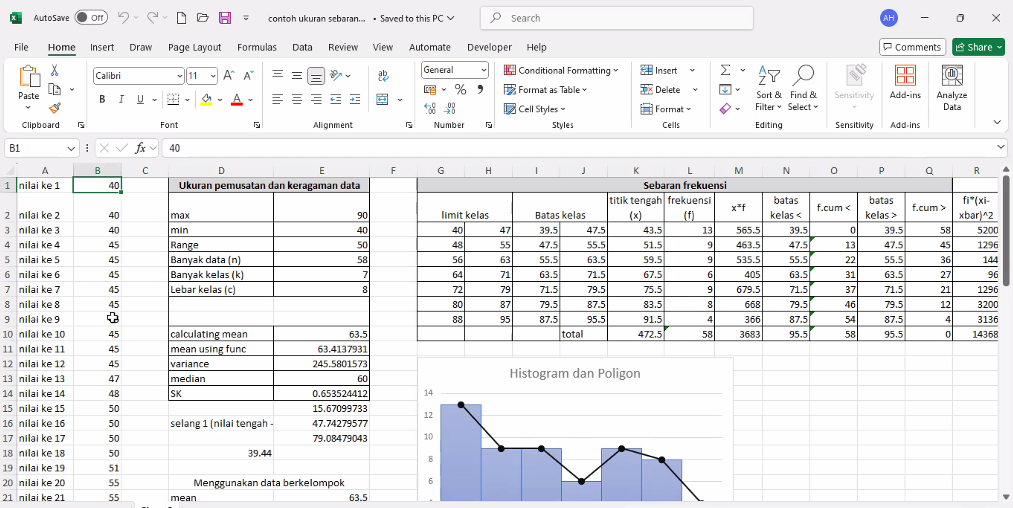 AutoSave Off contoh ukuran sebaran... • Saved to this PC Search AH
File Home Insert Draw Page Layout Formulas Data Review View Automate Developer Help Comments Share
Paste Calibri 11 A A ab General Conditional Formatting Insert Sort & Filter Find & Select Sensitivity Add-ins Analyze Data
B I U A % 9 Format as Table Delete
Cell Styles Format
Clipboard Font Alignment Number Styles Cells Editing Sensitivity Add-ins
B1 fx 40
A B C D E F G H I J K L M N O P Q R
1 nilai ke 1 40 Ukuran pemusatan dan keragaman data Sebaran frekuensi
2 nilai ke 2 40 max 90 limit kelas Batas kelas titik tengah (x) frekuensi (f) x*f batas kelas < f.cum < batas kelas > f.cum > fi*(xi-xbar)^2
3 nilai ke 3 40 min 40 40 47 39.5 47.5 43.5 13 565.5 39.5 0 39.5 58 5200
4 nilai ke 4 45 Range 50 48 55 47.5 55.5 51.5 9 463.5 47.5 13 47.5 45 1296
5 nilai ke 5 45 Banyak data (n) 58 56 63 55.5 63.5 59.5 9 535.5 55.5 22 55.5 36 144
6 nilai ke 6 45 Banyak kelas (k) 7 64 71 63.5 71.5 67.5 6 405 63.5 31 63.5 27 96
7 nilai ke 7 45 Lebar kelas (c) 8 72 79 71.5 79.5 75.5 9 679.5 71.5 37 71.5 21 1296
8 nilai ke 8 45 80 87 79.5 87.5 83.5 8 668 79.5 46 79.5 12 3200
9 nilai ke 9 45 88 95 87.5 95.5 91.5 4 366 87.5 54 87.5 4 3136
10 nilai ke 10 45 calculating mean 63.5 total 472.5 58 3683 95.5 58 95.5 0 14368
11 nilai ke 11 45 mean using func 63.4137931
12 nilai ke 12 45 variance 245.5801573 Histogram dan Poligon
13 nilai ke 13 47 median 60
14 nilai ke 14 48 SK 0.653524412 14
15 nilai ke 15 50 15.67099733 12
16 nilai ke 16 50 selang 1 (nilai tengah - 47.74279577
17 nilai ke 17 50 79.08479043 10
18 nilai ke 18 50 39.44 8
19 nilai ke 19 51
20 nilai ke 20 55 Menggunakan data berkelompok 6
21 nilai ke 21 55 mean 63.5